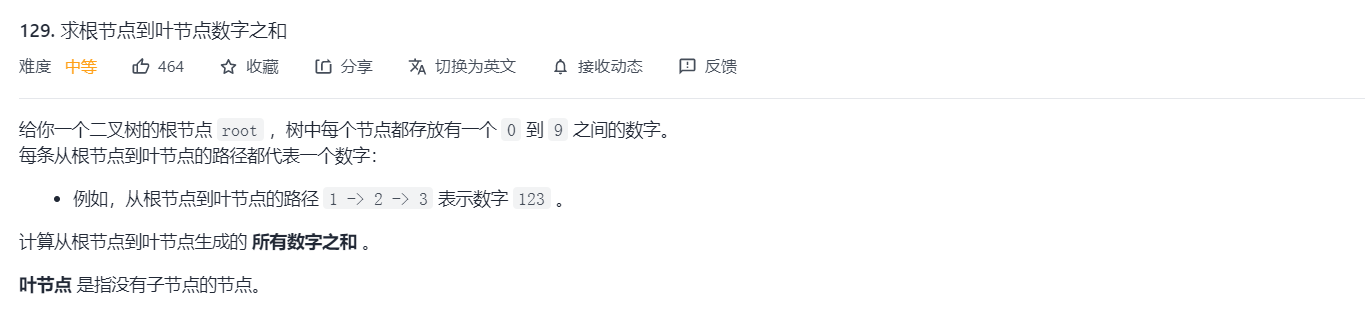 129. 求根节点到叶节点数字之和
难度 中等 464 收藏 分享 切换为英文 接收动态 反馈
给你一个二叉树的根节点 root ，树中每个节点都存放有一个 0 到 9 之间的数字。
每条从根节点到叶节点的路径都代表一个数字：
• 例如，从根节点到叶节点的路径 1 -> 2 -> 3 表示数字 123 。
计算从根节点到叶节点生成的 所有数字之和 。
叶节点 是指没有子节点的节点。